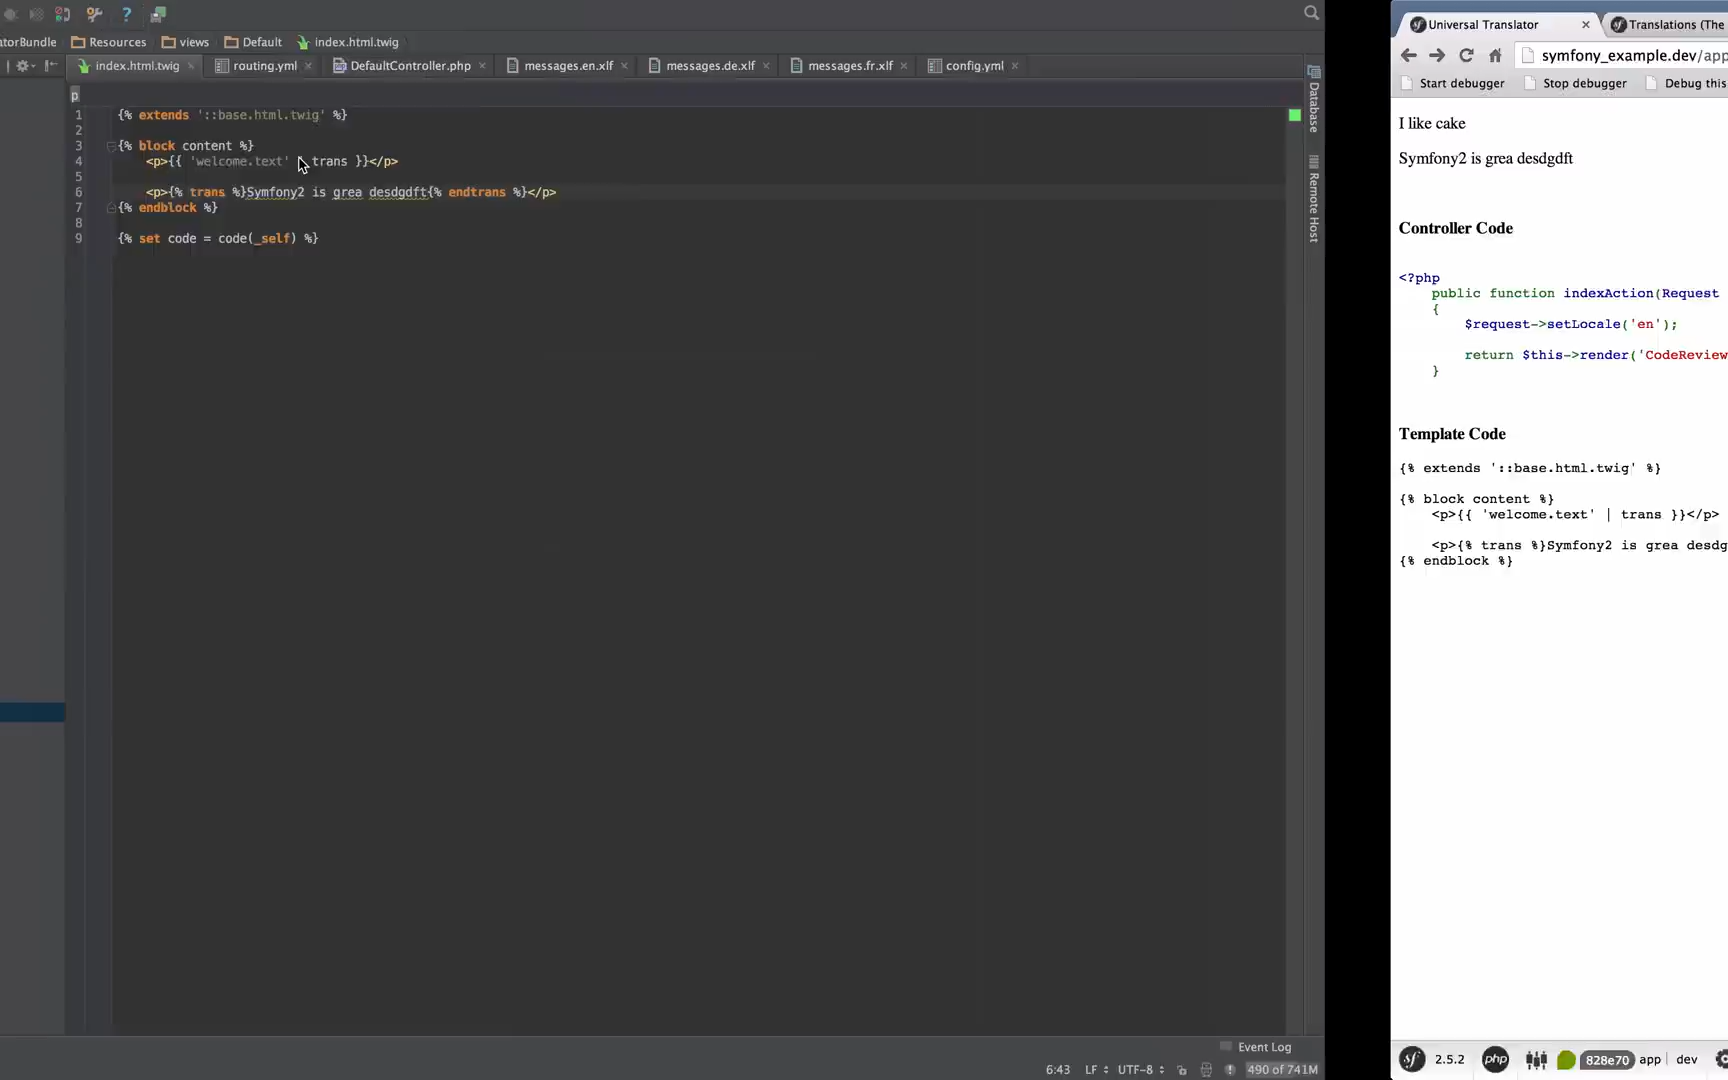 atorBundle Resources views Default index.html.twig
index.html.twig routing.yml DefaultController.php messages.en.xlf messages.de.xlf messages.fr.xlf config.yml
p
1 {% extends '::base.html.twig' %}
2
3 {% block content %}
4 <p>{{ 'welcome.text' trans }}</p>
5
6 <p>{% trans %}Symfony2 is grea desdgdft{% endtrans %}</p>
7 {% endblock %}
8
9 {% set code = code(_self) %}
Database
Remote Host
Event Log
6:43 LF UTF-8 490 of 741M
Universal Translator Translations (The
symfony_example.dev/app
Start debugger Stop debugger Debug this
I like cake
Symfony2 is grea desdgdft
Controller Code
<?php
public function indexAction(Request
{
$request->setLocale('en');
return $this->render('CodeReview
}
Template Code
{% extends '::base.html.twig' %}
{% block content %}
<p>{{ 'welcome.text' | trans }}</p>
<p>{% trans %}Symfony2 is grea desdg
{% endblock %}
sf 2.5.2 php 828e70 app dev